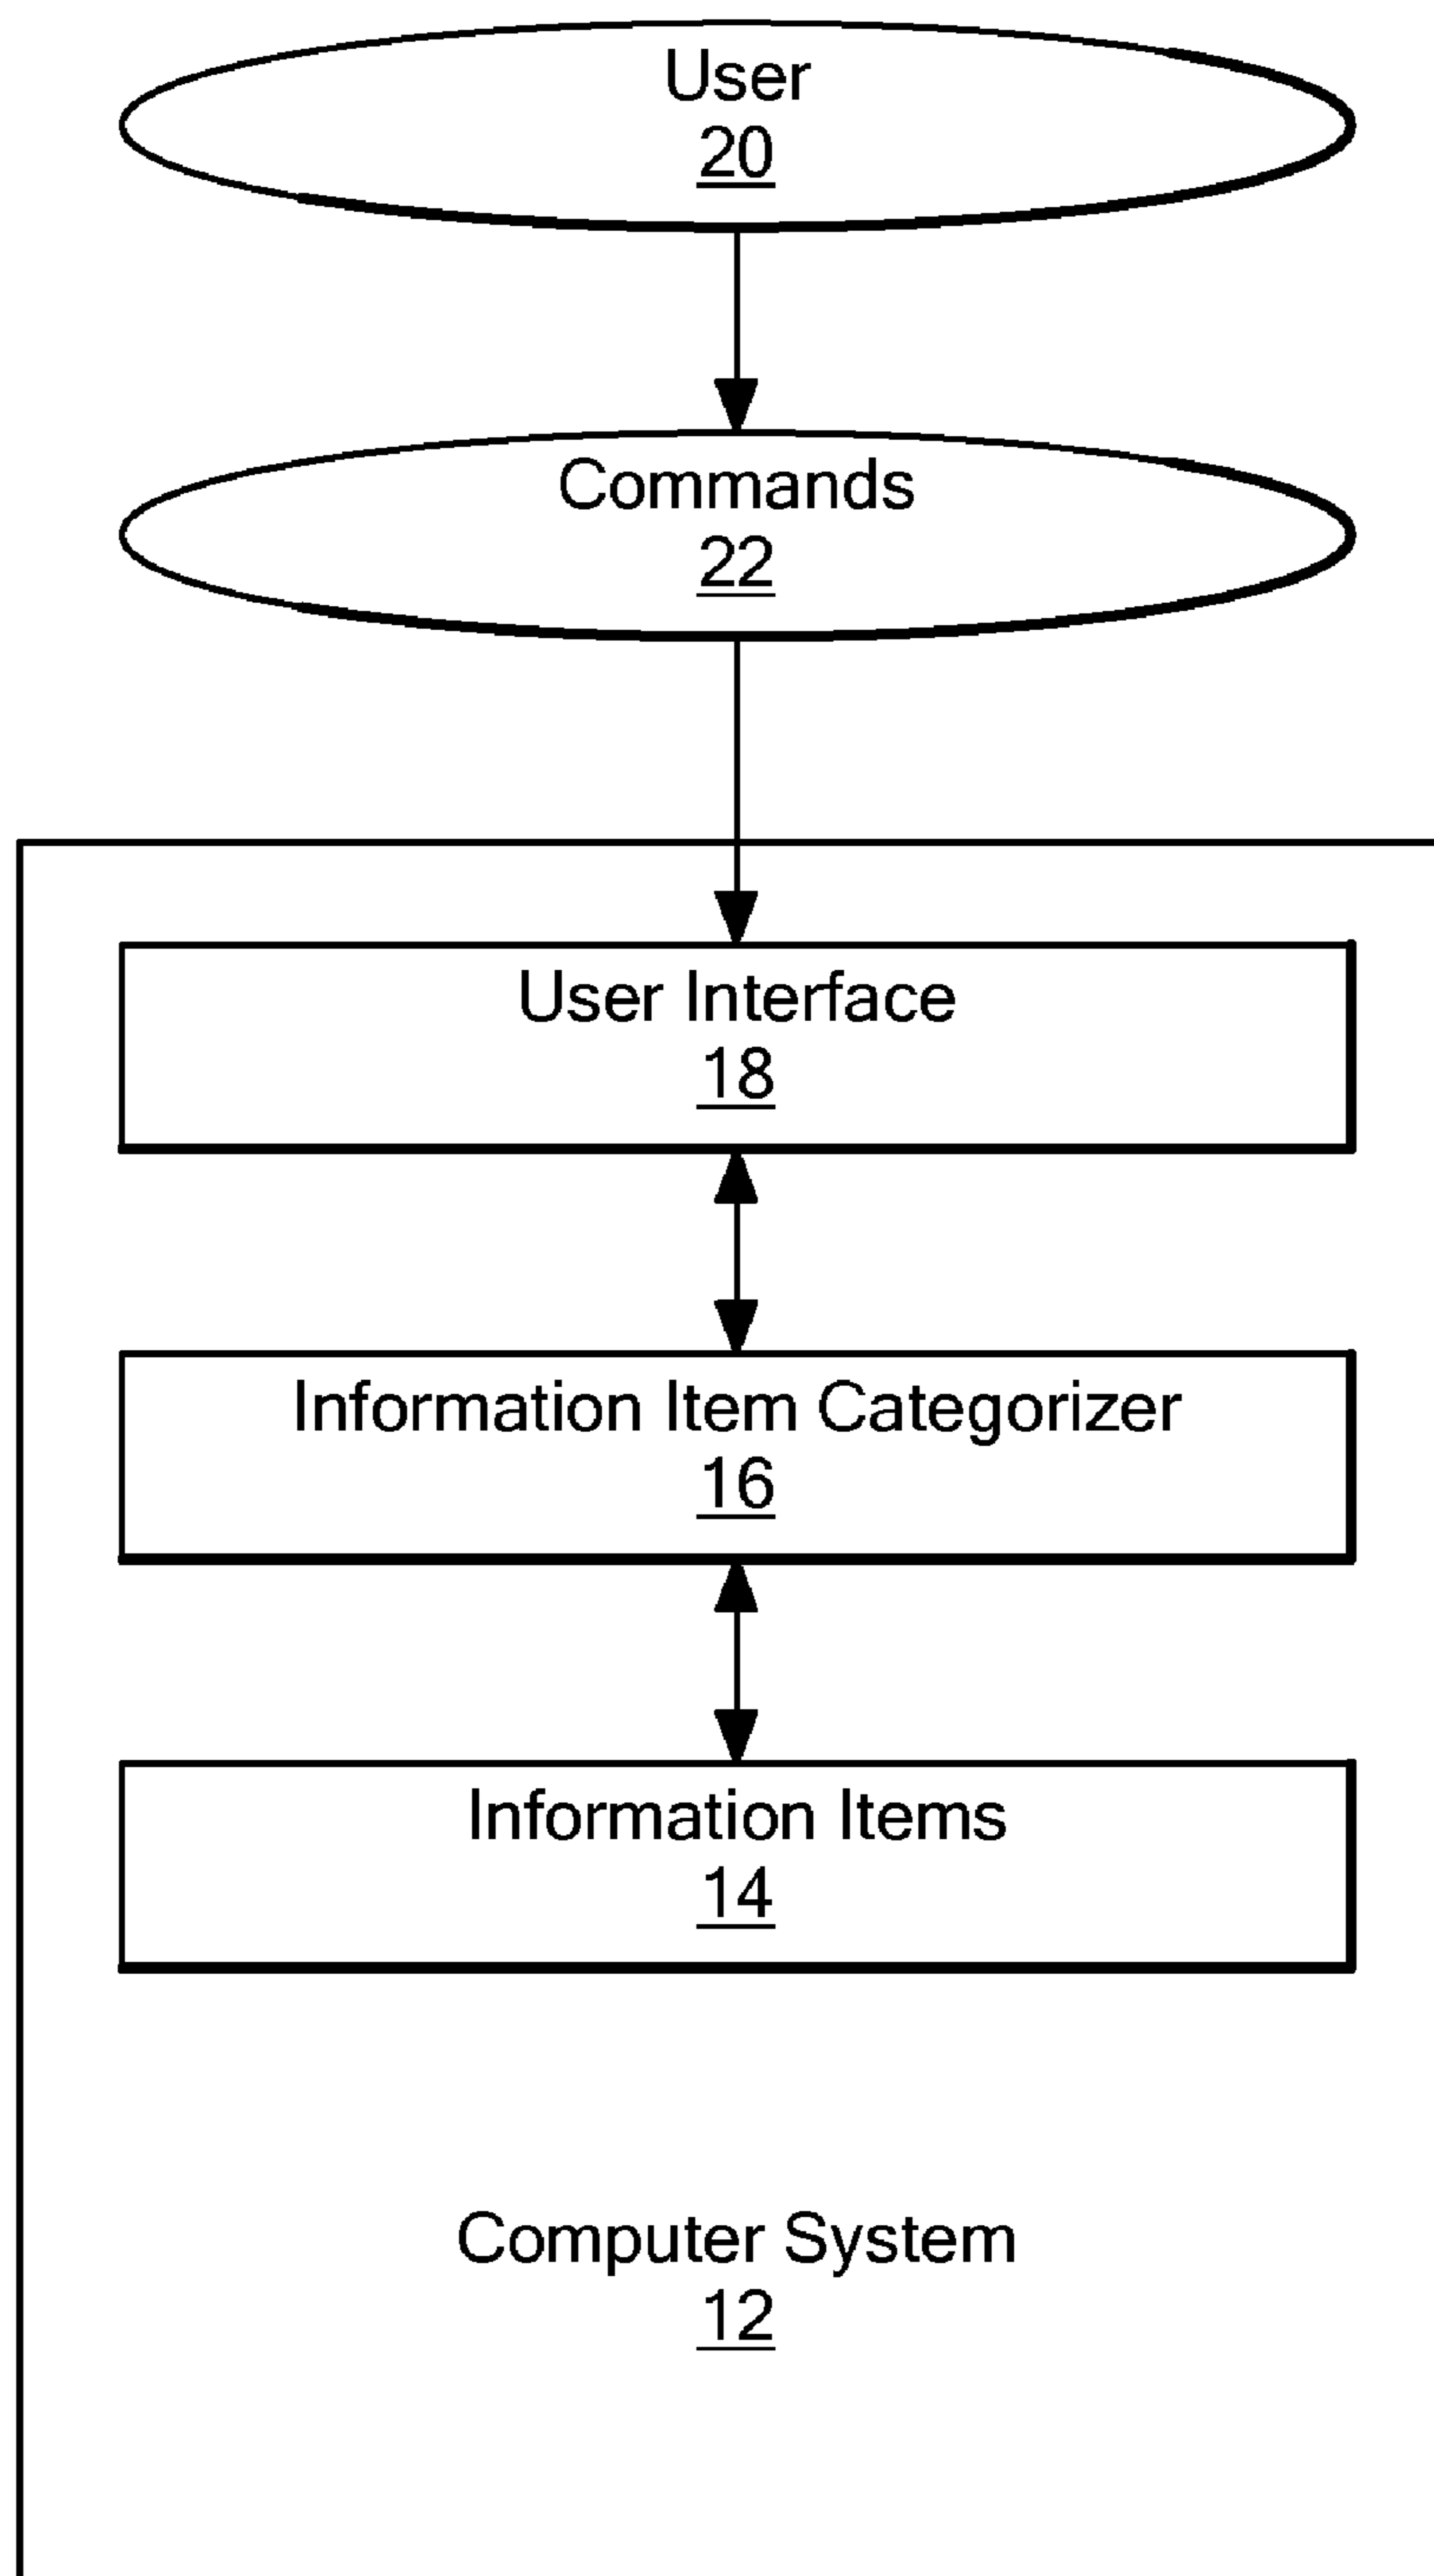 User
20
Commands
22
User Interface
18
Information Item Categorizer
16
Information Items
14
Computer System
12